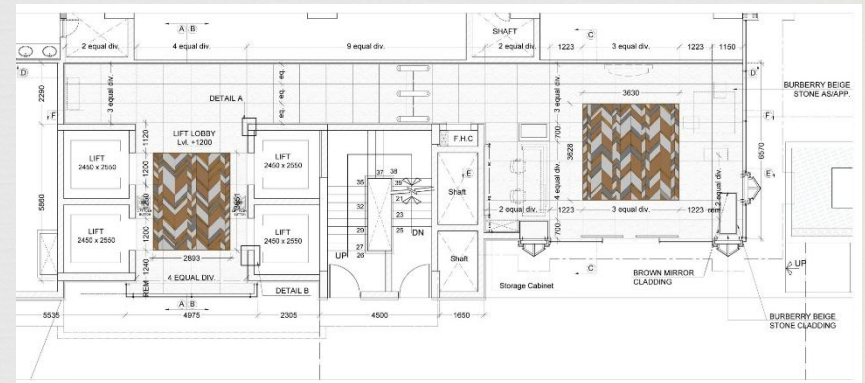 A B
SHAFT
C
2 equal div.
4 equal div.
9 equal div.
2 equal div.
1223
3 equal div.
1223
1150
D
D
2290
3 equal div.
eq.
eq.
eq.
DETAIL A
3630
BURBERRY BEIGE
STONE AS/APP.
F
F
LIFT LOBBY
Lvl. +1200
1120
F.H.C
700
LIFT
2450 x 2550
LIFT
2450 x 2550
1200
3628
4 equal div.
6570
Shaft
E
E
37
38
35
39
21
32
23
29
25
27
26
UP
DN
5860
LIFT
2450 x 2550
LIFT
2450 x 2550
1200
2 equal div.
1223
3 equal div.
1223
2 equal div.
700
2893
1240
REM
4 EQUAL DIV.
DETAIL B
Shaft
Storage Cabinet
C
BROWN MIRROR
CLADDING
UP
A B
5535
4975
2305
4500
1650
BURBERRY BEIGE
STONE CLADDING